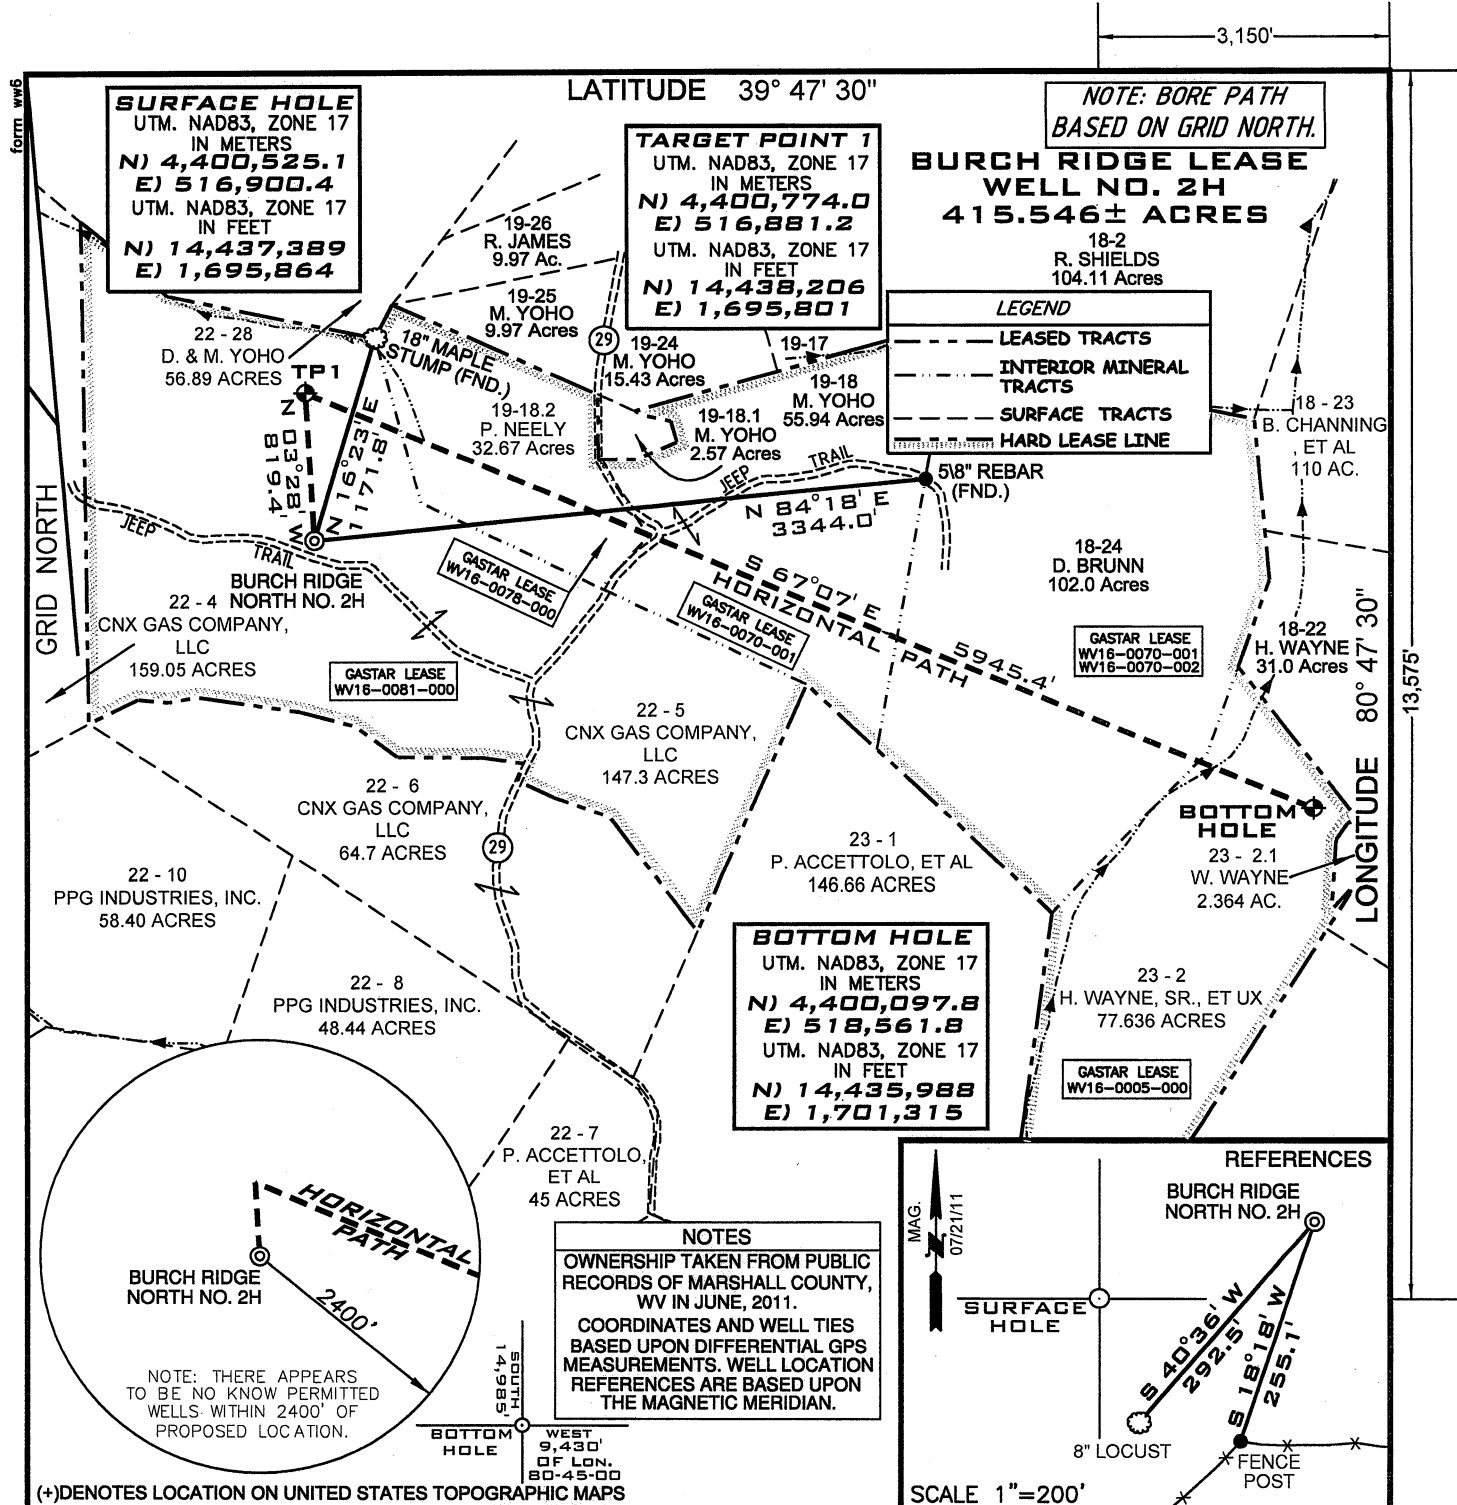 3,150'
form ww6
LATITUDE 39° 47' 30"
SURFACE HOLE
UTM. NAD83, ZONE 17
IN METERS
N) 4,400,525.1
E) 516,900.4
UTM. NAD83, ZONE 17
IN FEET
N) 14,437,389
E) 1,695,864
TARGET POINT 1
UTM. NAD83, ZONE 17
IN METERS
N) 4,400,774.0
E) 516,881.2
UTM. NAD83, ZONE 17
IN FEET
N) 14,438,206
E) 1,695,801
NOTE: BORE PATH
BASED ON GRID NORTH.
BURCH RIDGE LEASE
WELL NO. 2H
415.546± ACRES
18-2
R. SHIELDS
104.11 Acres
LEGEND
LEASED TRACTS
INTERIOR MINERAL
TRACTS
SURFACE TRACTS
HARD LEASE LINE
19-26
R. JAMES
9.97 Ac.
19-25
M. YOHO
9.97 Acres
29
19-24
M. YOHO
15.43 Acres
19-17
19-18
M. YOHO
55.94 Acres
19-18.1
M. YOHO
2.57 Acres
19-18.2
P. NEELY
32.67 Acres
18" MAPLE
STUMP (FND.)
22 - 28
D. & M. YOHO
56.89 ACRES
TP1
N 03°28' W
819.4'
N 16°23' E
1171.8'
JEEP
TRAIL
5\8" REBAR
(FND.)
N 84°18' E
3344.0'
18 - 23
B. CHANNING
, ET AL
110 AC.
GRID NORTH
JEEP
TRAIL
BURCH RIDGE
NORTH NO. 2H
22 - 4
CNX GAS COMPANY,
LLC
159.05 ACRES
GASTAR LEASE
WV16-0078-000
GASTAR LEASE
WV16-0070-001
GASTAR LEASE
WV16-0081-000
S 67°07' E
5945.4'
HORIZONTAL PATH
18-24
D. BRUNN
102.0 Acres
GASTAR LEASE
WV16-0070-001
WV16-0070-002
18-22
H. WAYNE
31.0 Acres
LONGITUDE 80° 47' 30"
13,575'
22 - 5
CNX GAS COMPANY,
LLC
147.3 ACRES
22 - 6
CNX GAS COMPANY,
LLC
64.7 ACRES
29
22 - 10
PPG INDUSTRIES, INC.
58.40 ACRES
22 - 8
PPG INDUSTRIES, INC.
48.44 ACRES
23 - 1
P. ACCETTOLO, ET AL
146.66 ACRES
BOTTOM
HOLE
23 - 2.1
W. WAYNE
2.364 AC.
BOTTOM HOLE
UTM. NAD83, ZONE 17
IN METERS
N) 4,400,097.8
E) 518,561.8
UTM. NAD83, ZONE 17
IN FEET
N) 14,435,988
E) 1,701,315
23 - 2
H. WAYNE, SR., ET UX
77.636 ACRES
GASTAR LEASE
WV16-0005-000
22 - 7
P. ACCETTOLO,
ET AL
45 ACRES
HORIZONTAL
PATH
BURCH RIDGE
NORTH NO. 2H
2400'
NOTE: THERE APPEARS
TO BE NO KNOW PERMITTED
WELLS WITHIN 2400' OF
PROPOSED LOCATION.
NOTES
OWNERSHIP TAKEN FROM PUBLIC
RECORDS OF MARSHALL COUNTY,
WV IN JUNE, 2011.
COORDINATES AND WELL TIES
BASED UPON DIFFERENTIAL GPS
MEASUREMENTS. WELL LOCATION
REFERENCES ARE BASED UPON
THE MAGNETIC MERIDIAN.
SOUTH
14,985'
BOTTOM
HOLE
WEST
9,430'
OF LON.
80-45-00
(+)DENOTES LOCATION ON UNITED STATES TOPOGRAPHIC MAPS
REFERENCES
MAG.
07/21/11
BURCH RIDGE
NORTH NO. 2H
SURFACE
HOLE
S 40°36' W
292.5'
S 18°18' W
255.1'
8" LOCUST
FENCE
POST
SCALE 1"=200'